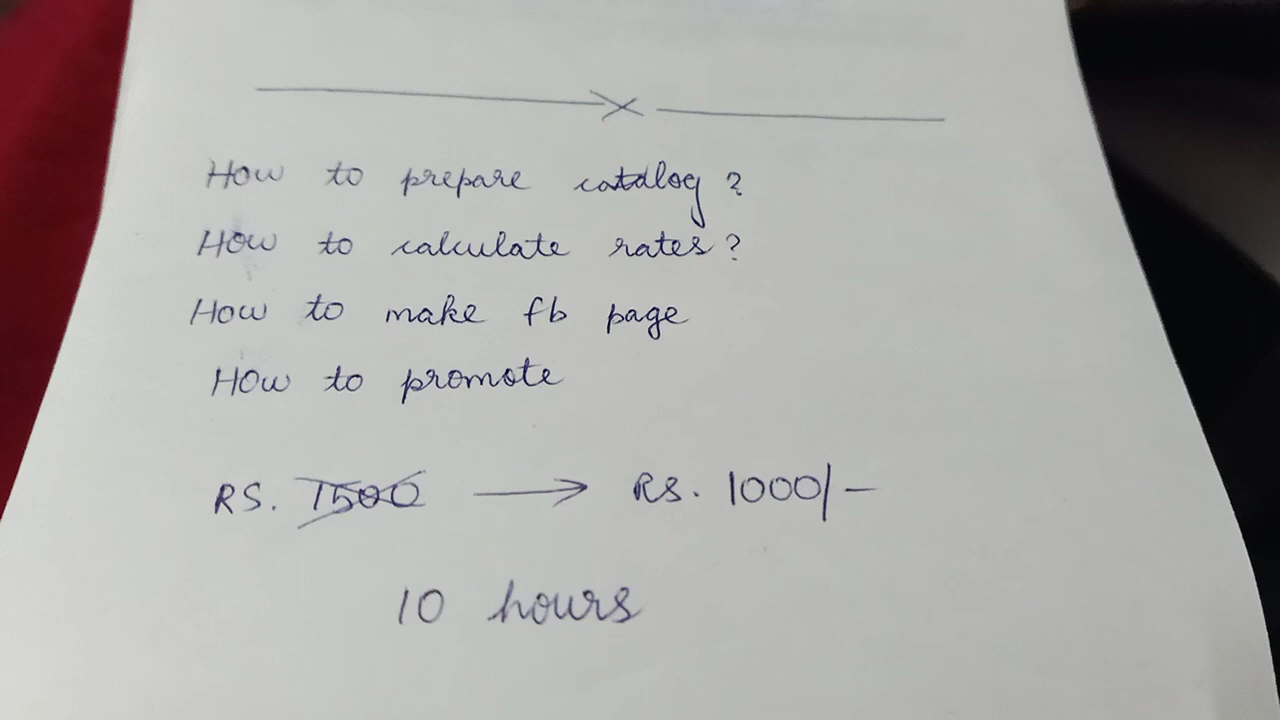 How to prepare catalog ?
How to calculate rates ?
How to make fb page
How to promote
RS. 1500 → RS. 1000/-
10 hours